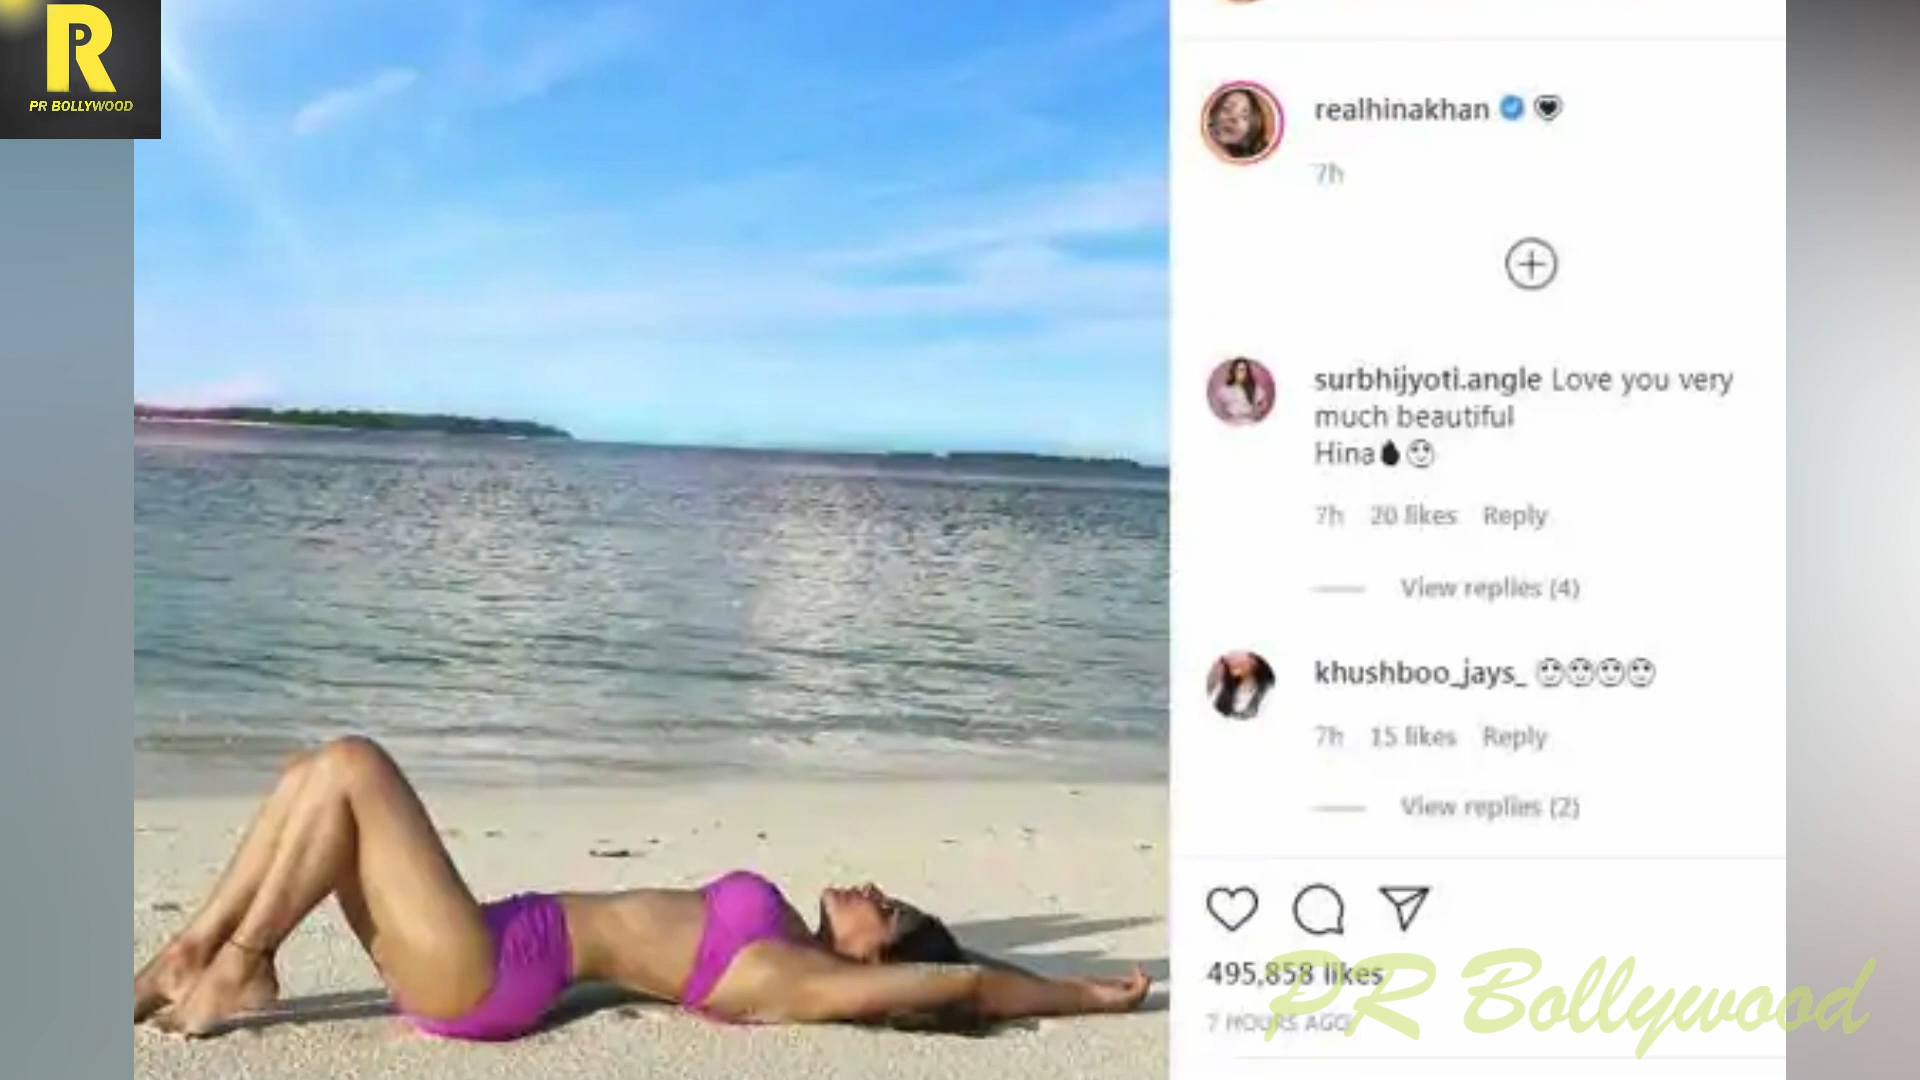 PR
PR BOLLYWOOD
realhinakhan
7h
surbhijyoti.angle Love you very
much beautiful
Hina
7h 20 likes Reply
View replies (4)
khushboo_jays_
7h 15 likes Reply
View replies (2)
495,858 likes
7 HOURS AGO
PR Bollywood